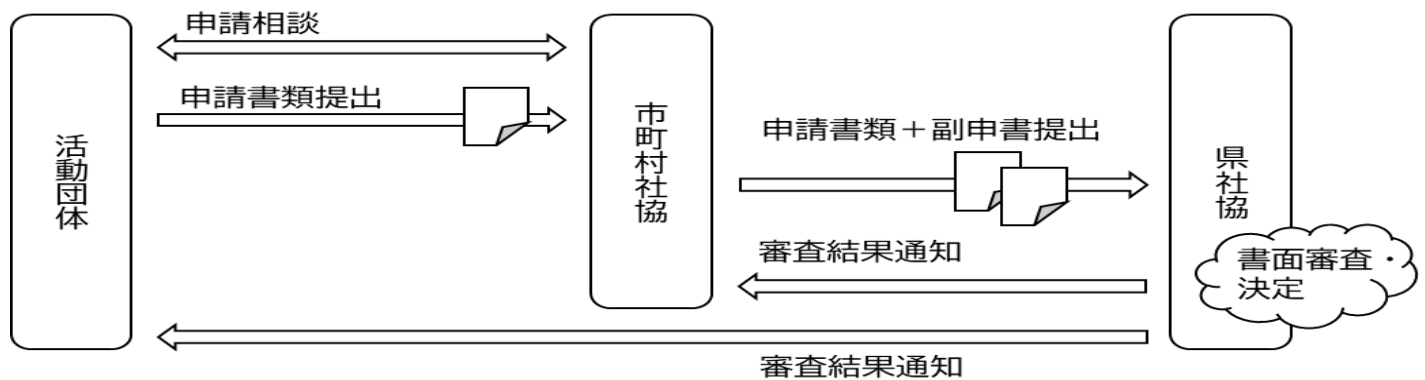 申請相談
申請書類提出
活動団体
市町村社協
申請書類+副申書提出
県社協
書面審査・
決定
審査結果通知
審査結果通知